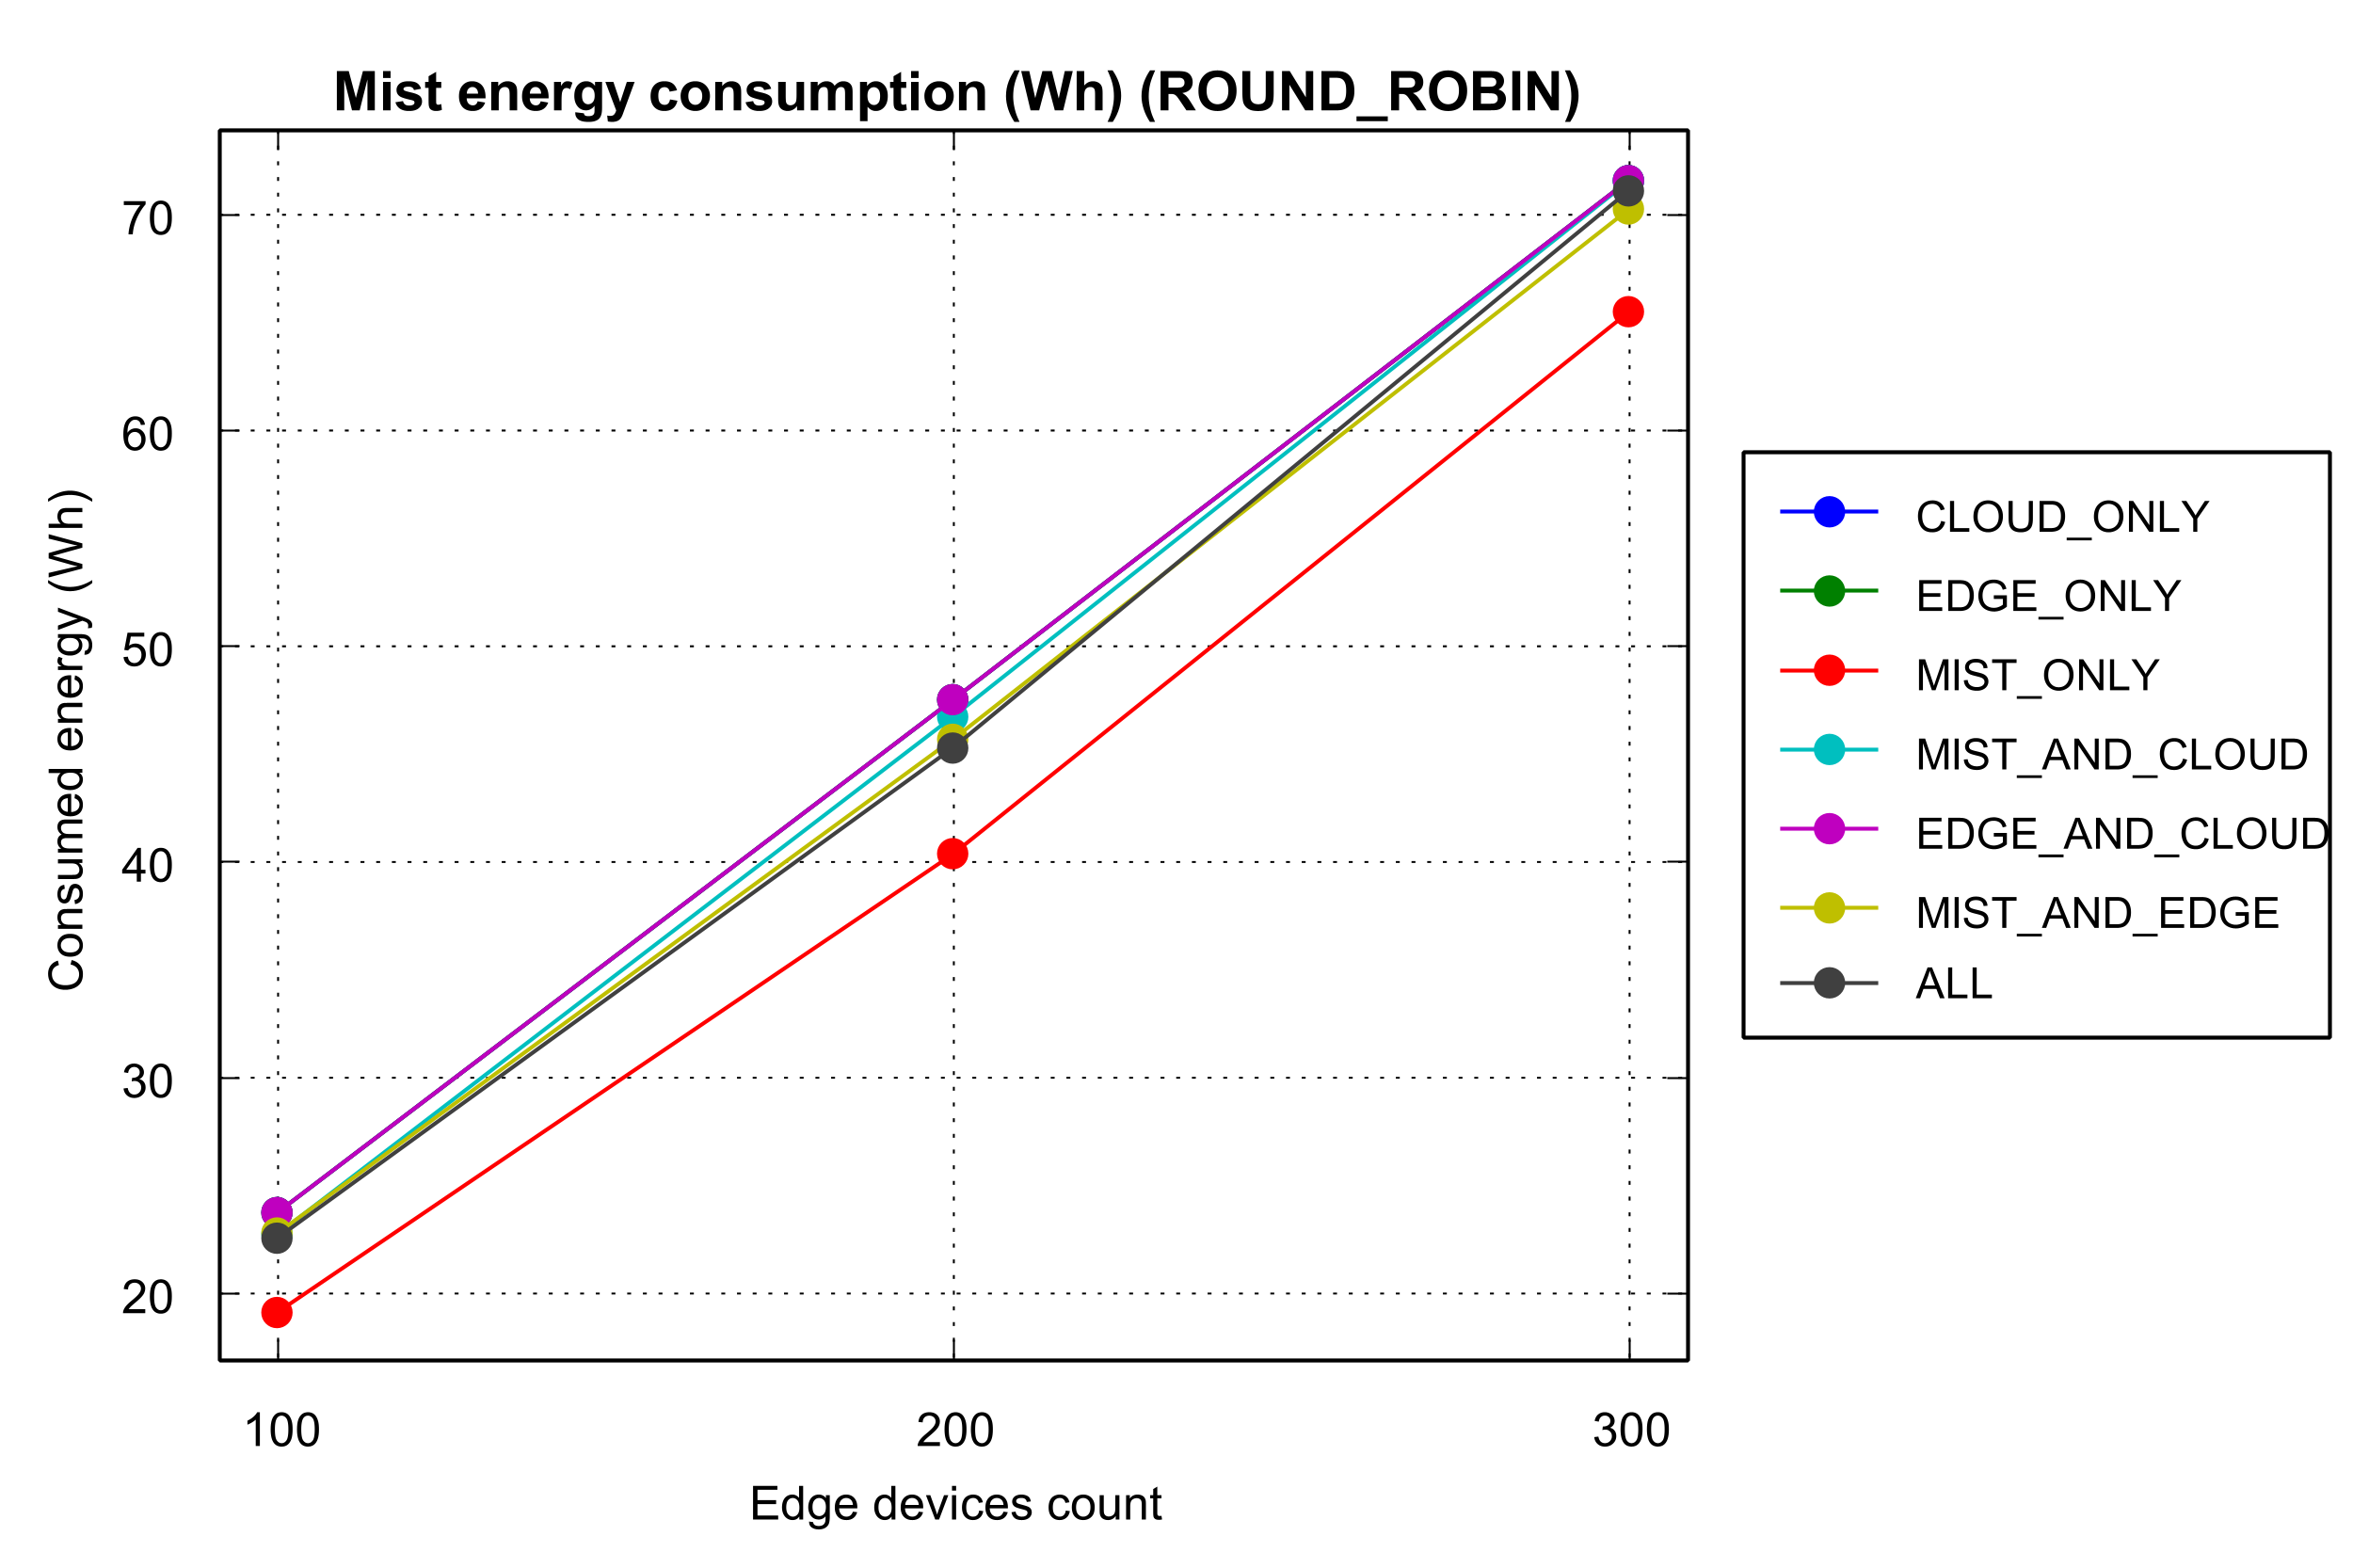 Mist energy consumption (Wh) (ROUND_ROBIN)
Consumed energy (Wh)
70
60
50
40
30
20
100
200
300
Edge devices count
CLOUD_ONLY
EDGE_ONLY
MIST_ONLY
MIST_AND_CLOUD
EDGE_AND_CLOUD
MIST_AND_EDGE
ALL